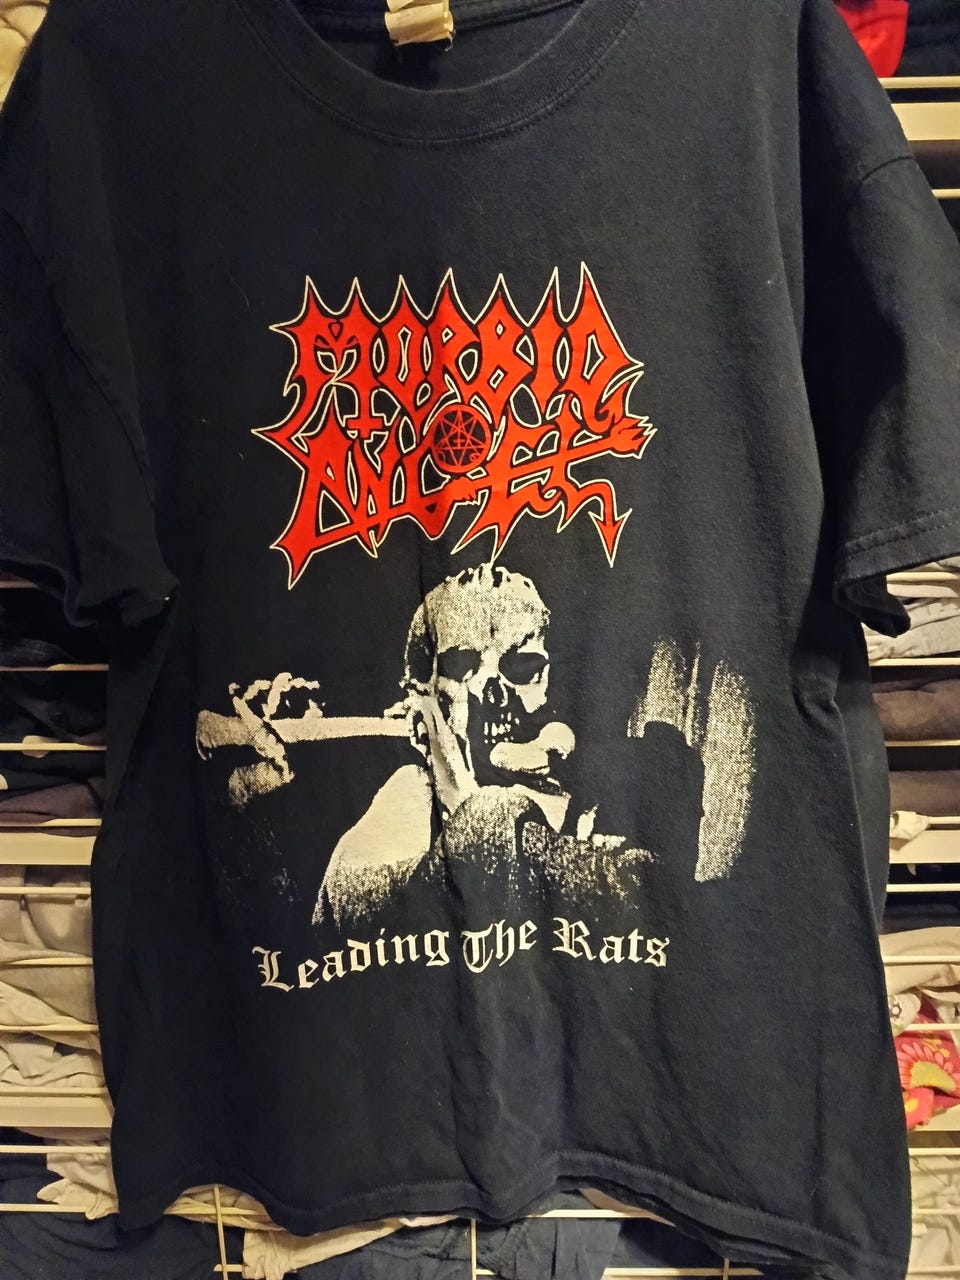 MORBID
ANGEL
Leading The Rats